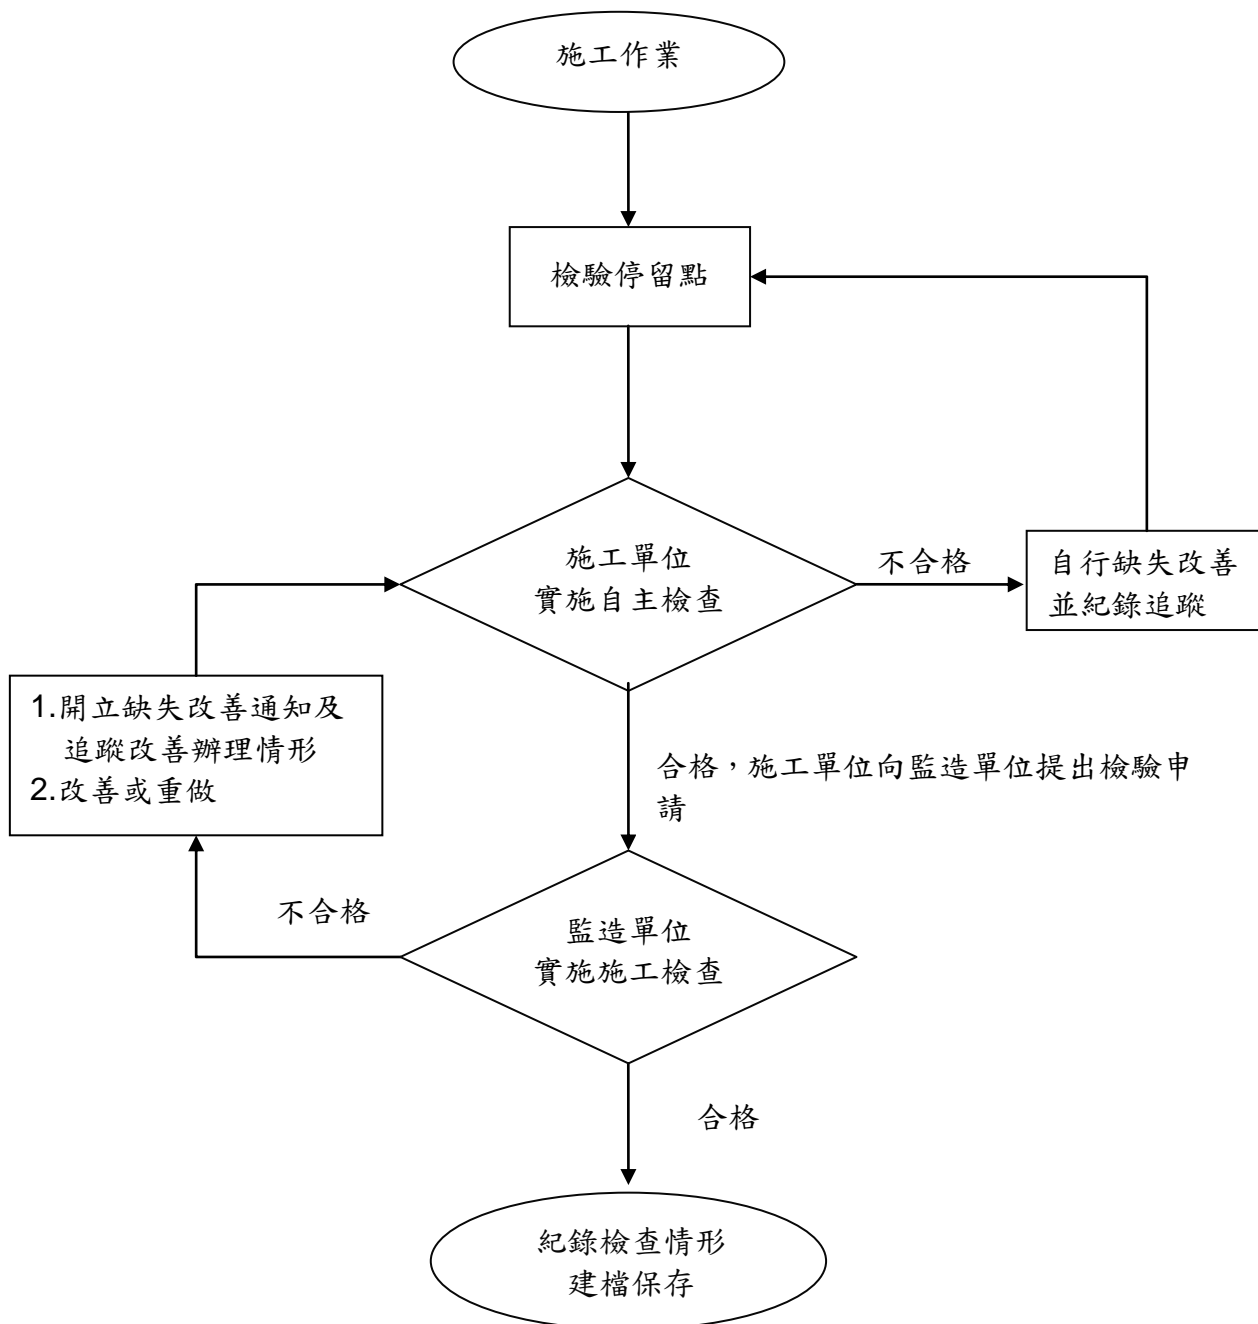 施工作業
檢驗停留點
施工單位
實施自主檢查
不合格
自行缺失改善
並紀錄追蹤
1.開立缺失改善通知及
追蹤改善辦理情形
2.改善或重做
合格，施工單位向監造單位提出檢驗申
請
不合格
監造單位
實施施工檢查
合格
紀錄檢查情形
建檔保存